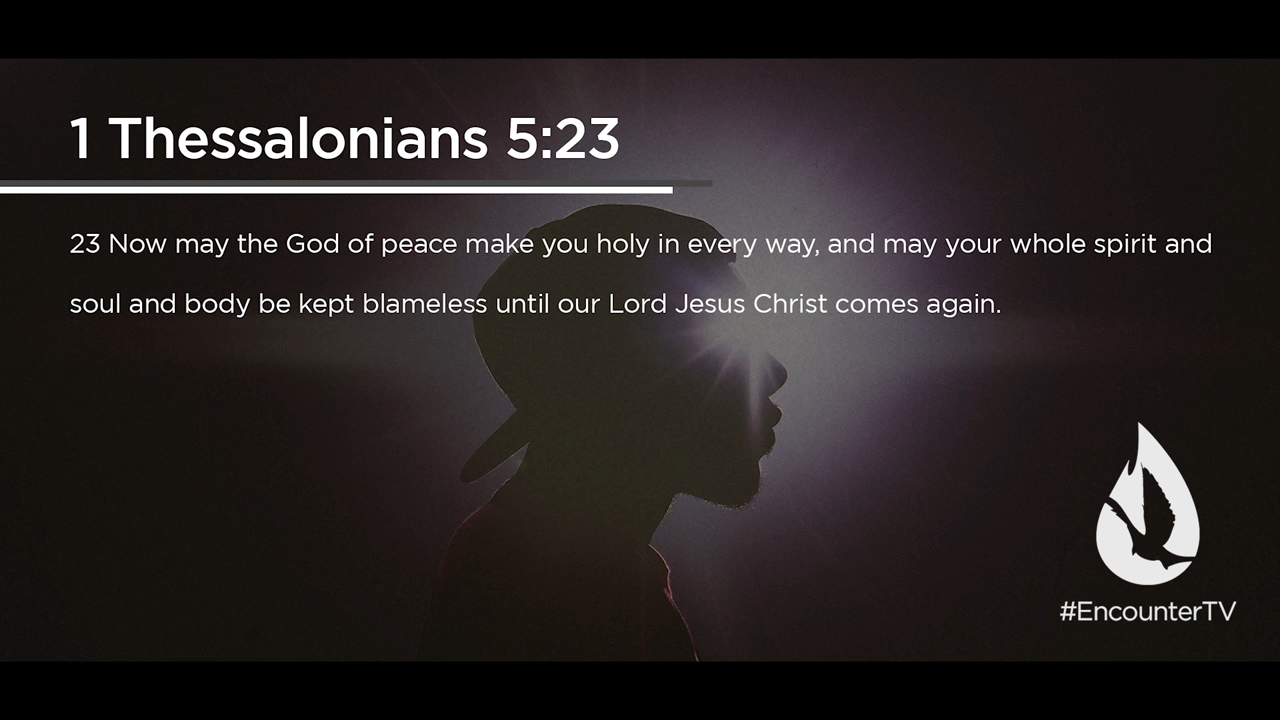 1 Thessalonians 5:23
23 Now may the God of peace make you holy in every way, and may your whole spirit and
soul and body be kept blameless until our Lord Jesus Christ comes again.
#EncounterTV